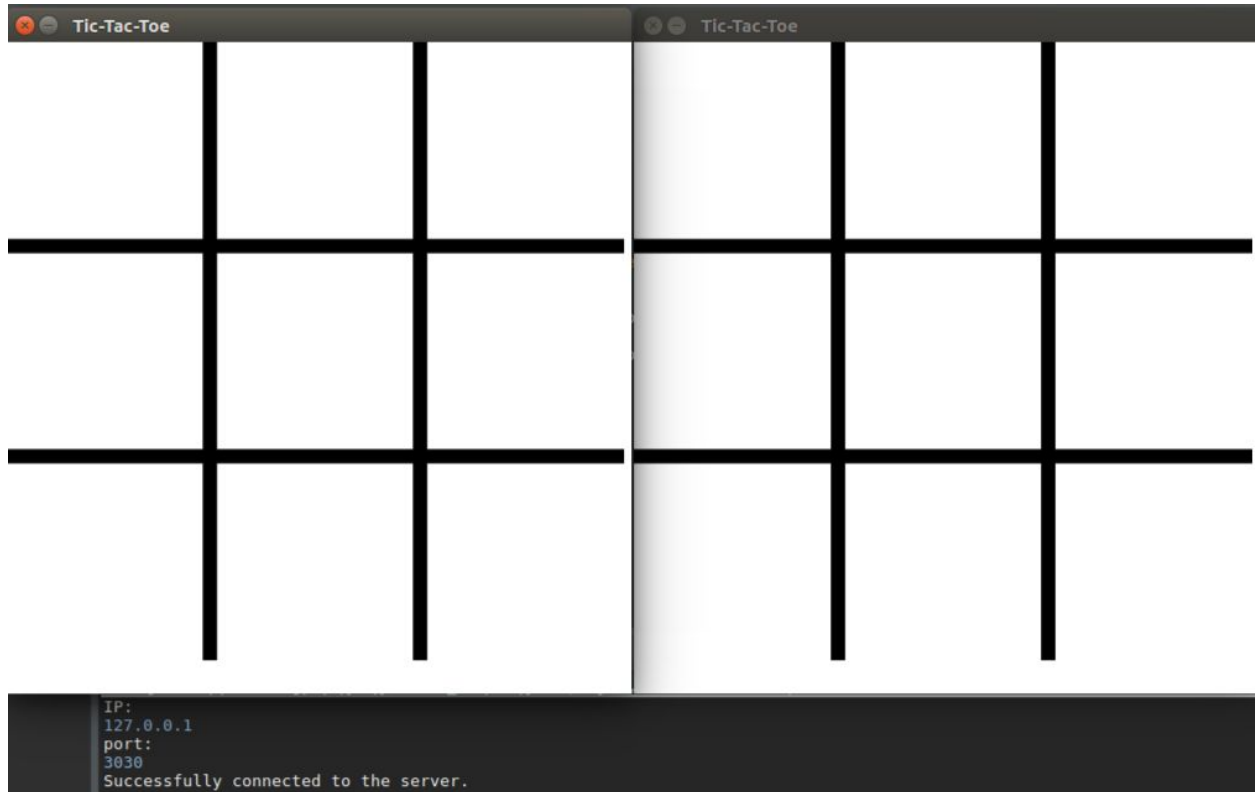 Tic-Tac-Toe
Tic-Tac-Toe
IP:
127.0.0.1
port:
3030
Successfully connected to the server.